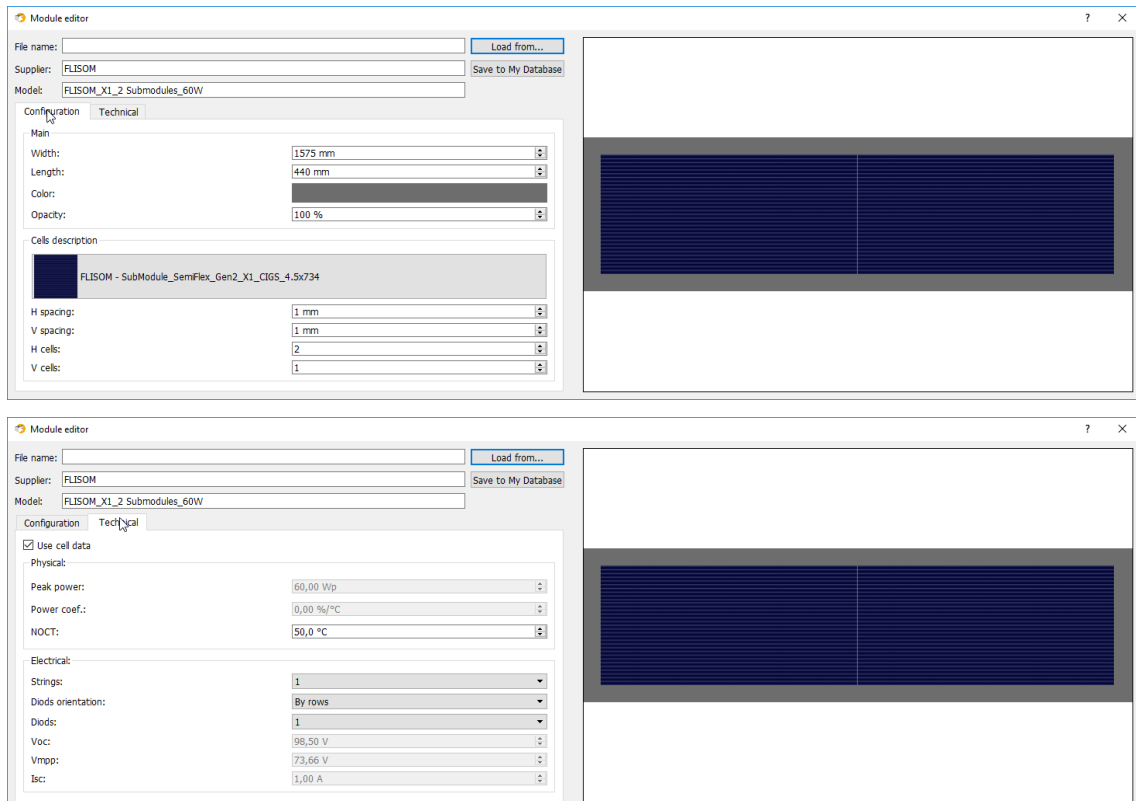 Module editor ? ×
File name: Load from...
Supplier: FLISOM Save to My Database
Model: FLISOM_X1_2 Submodules_60W
Configuration Technical
Main
Width: 1575 mm
Length: 440 mm
Color:
Opacity: 100 %
Cells description
FLISOM - SubModule_SemiFlex_Gen2_X1_CIGS_4.5x734
H spacing: 1 mm
V spacing: 1 mm
H cells: 2
V cells: 1
Module editor ? ×
File name: Load from...
Supplier: FLISOM Save to My Database
Model: FLISOM_X1_2 Submodules_60W
Configuration Technical
Use cell data
Physical:
Peak power: 60,00 Wp
Power coef.: 0,00 %/°C
NOCT: 50,0 °C
Electrical:
Strings: 1
Diods orientation: By rows
Diods: 1
Voc: 98,50 V
Vmpp: 73,66 V
Isc: 1,00 A